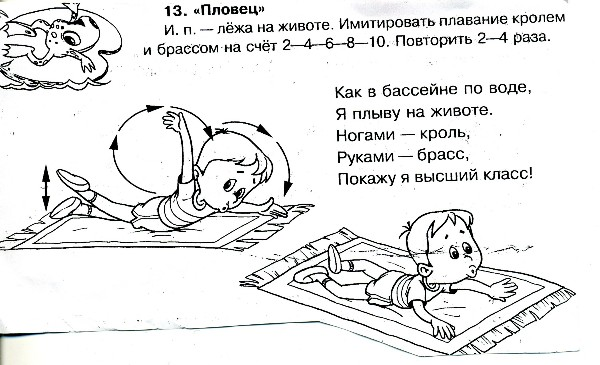 13. «Пловец»
И. п. — лёжа на животе. Имитировать плавание кролем
и брассом на счёт 2—4—6—8—10. Повторить 2—4 раза.
Как в бассейне по воде,
Я плыву на животе.
Ногами — кроль,
Руками — брасс,
Покажу я высший класс!